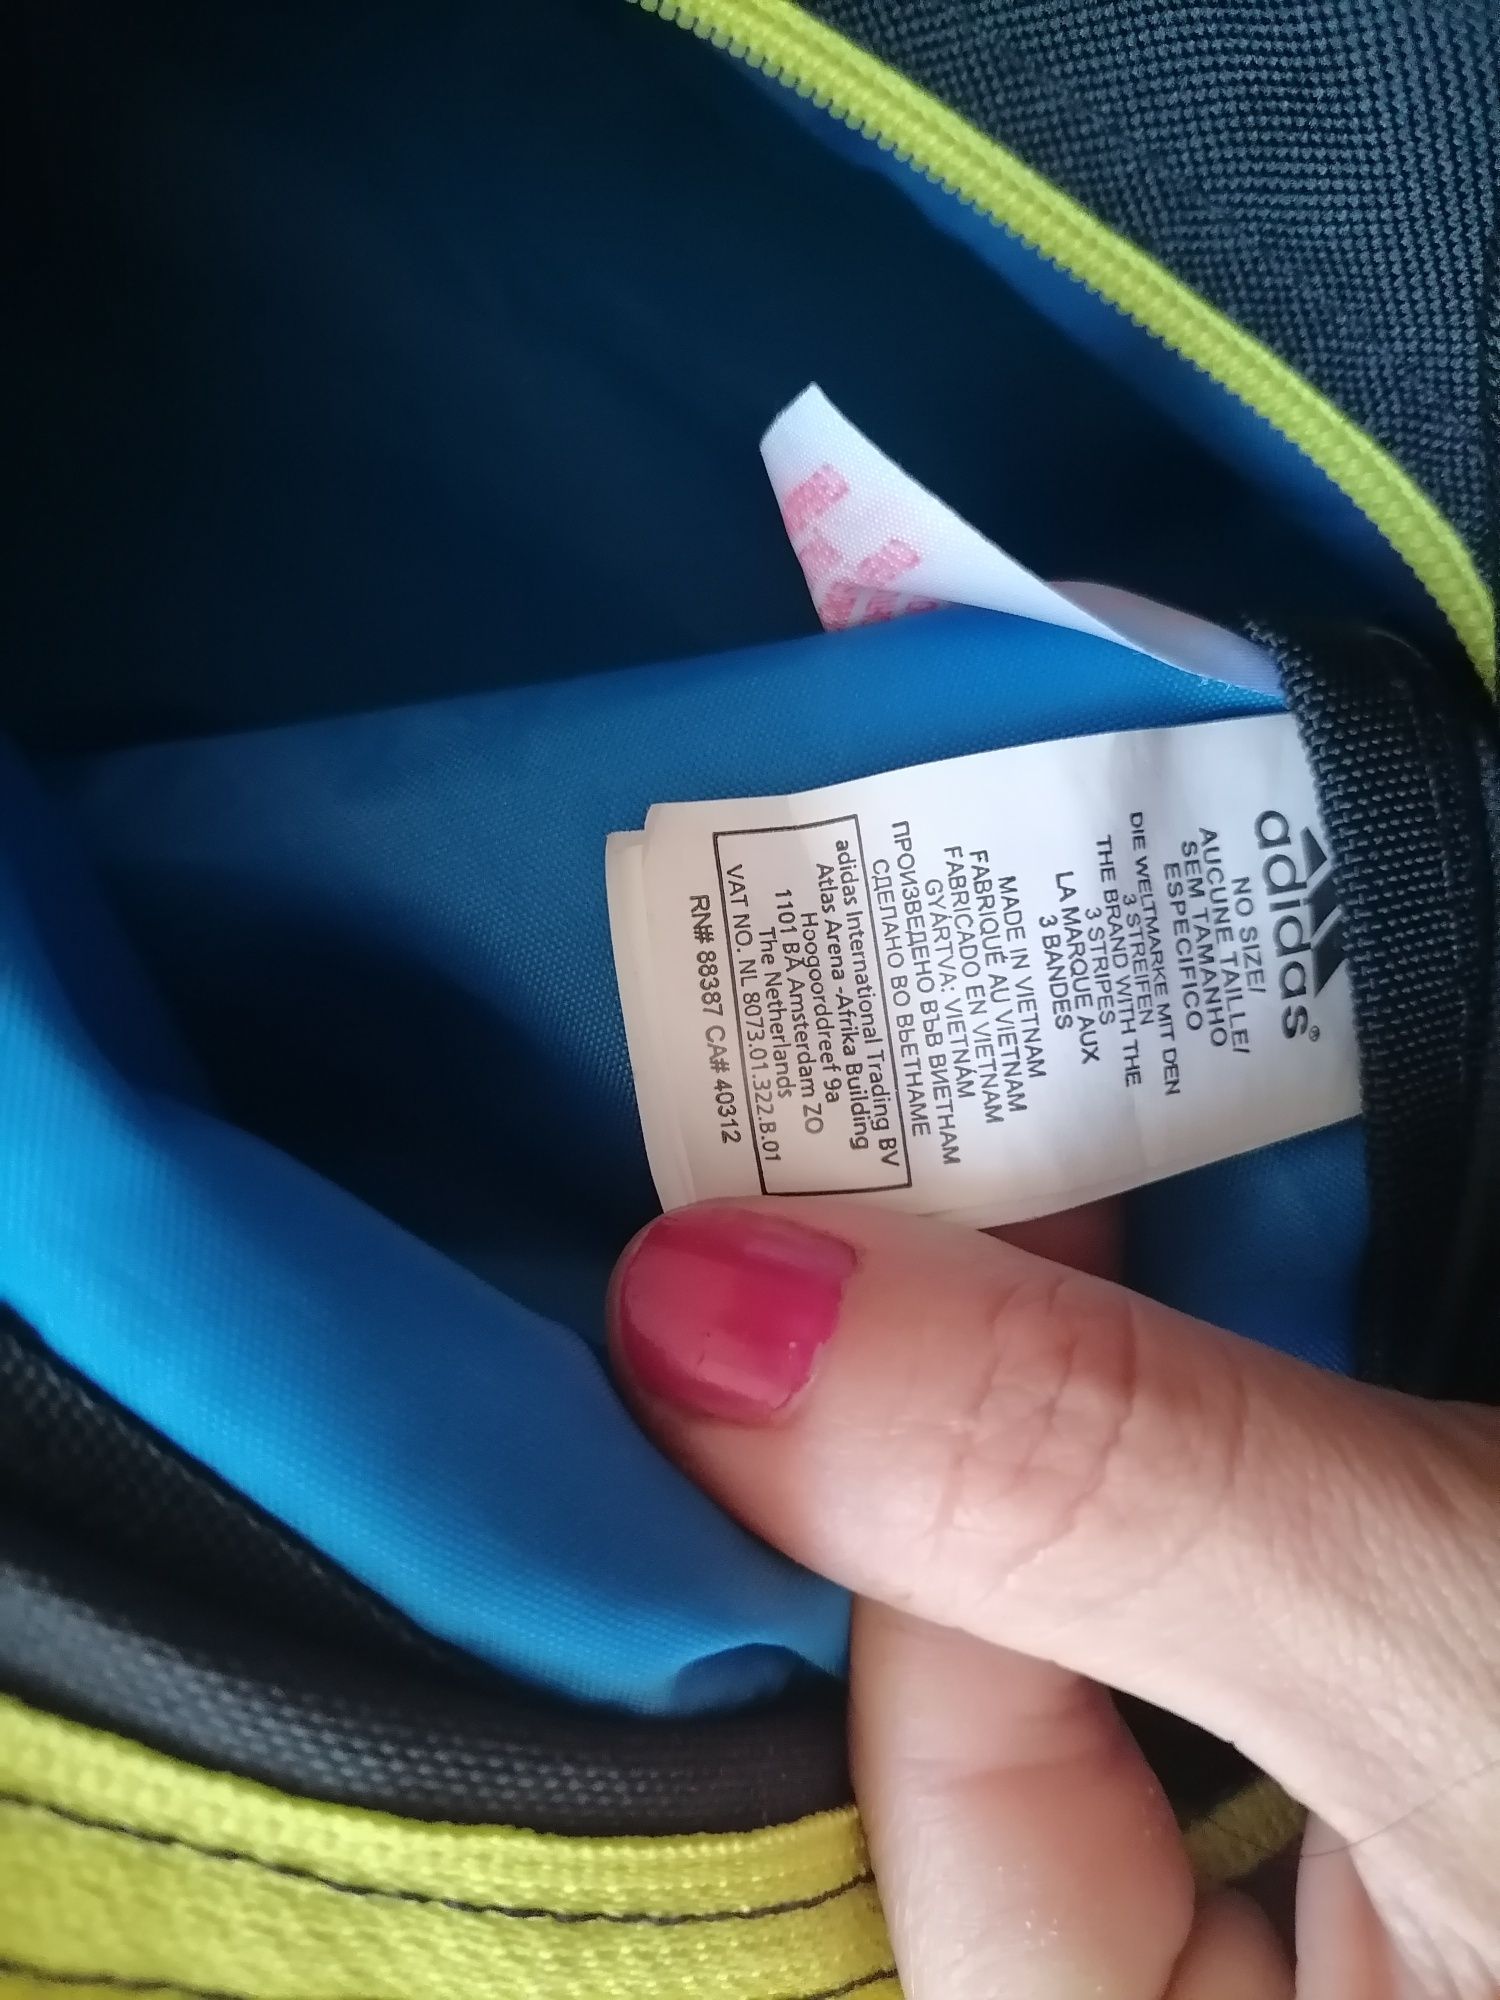 adidas®
NO SIZE/
AUCUNE TAILLE/
SEM TAMANHO
ESPECIFICO
DIE WELTMARKE MIT DEN
3 STREIFEN
THE BRAND WITH THE
3 STRIPES
LA MARQUE AUX
3 BANDES
MADE IN VIETNAM
FABRIQUÉ AU VIETNAM
FABRICADO EN VIETNAM
GYÁRTVA: VIETNÁM
ПРОИЗВЕДЕНО ВЪВ ВИЕТНАМ
СДЕЛАНО ВО ВЬЕТНАМЕ
adidas International Trading BV
Atlas Arena -Afrika Building
Hoogoorddreef 9a
1101 BA Amsterdam ZO
The Netherlands
VAT NO. NL 8073.01.322.B.01
RN# 88387 CA# 40312